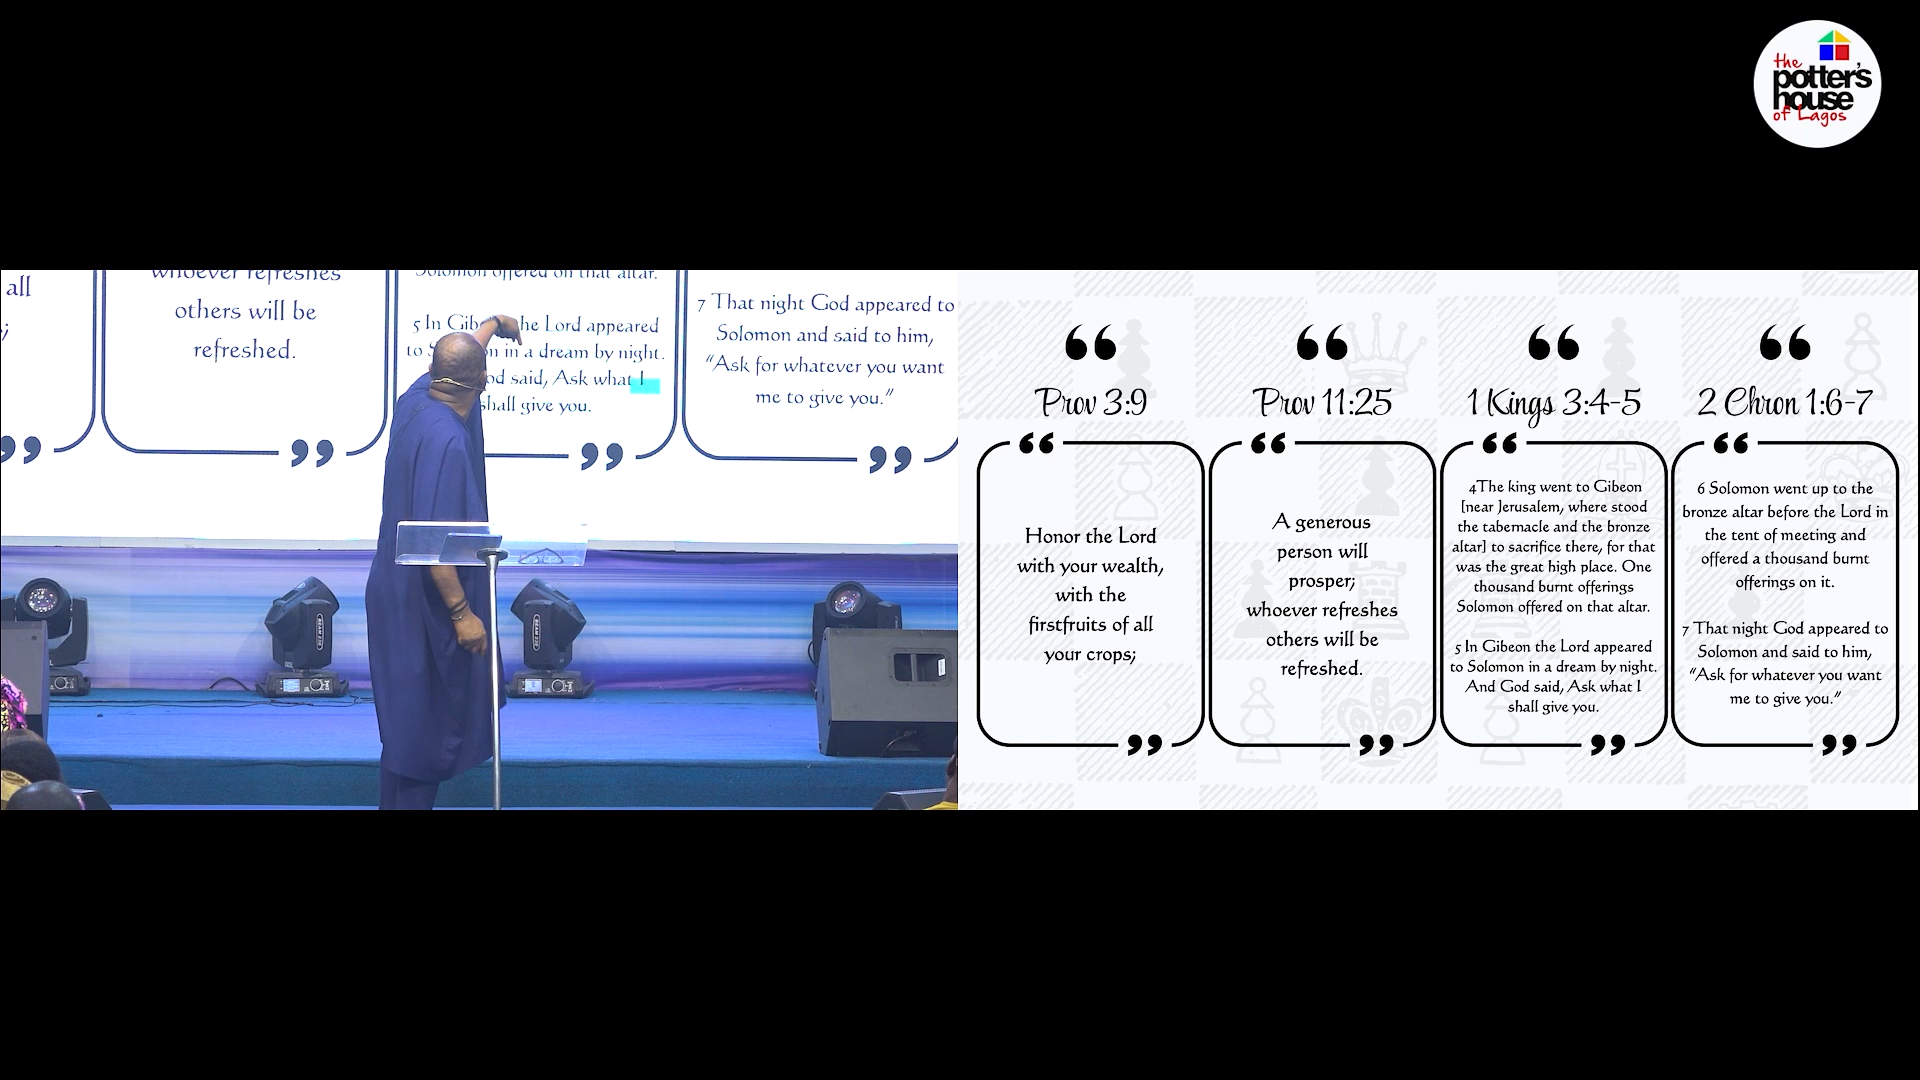 the
potter's
house
of Lagos
all
whoever refreshes
others will be
refreshed.
Solomon offered on that altar.
5 In Gib he Lord appeared
to S n in a dream by night.
od said, Ask what I
shall give you.
7 That night God appeared to
Solomon and said to him,
“Ask for whatever you want
me to give you.”
Prov 3:9
Honor the Lord
with your wealth,
with the
firstfruits of all
your crops;
Prov 11:25
A generous
person will
prosper;
whoever refreshes
others will be
refreshed.
1 Kings 3:4-5
4The king went to Gibeon
[near Jerusalem, where stood
the tabernacle and the bronze
altar] to sacrifice there, for that
was the great high place. One
thousand burnt offerings
Solomon offered on that altar.
5 In Gibeon the Lord appeared
to Solomon in a dream by night.
And God said, Ask what I
shall give you.
2 Chron 1:6-7
6 Solomon went up to the
bronze altar before the Lord in
the tent of meeting and
offered a thousand burnt
offerings on it.
7 That night God appeared to
Solomon and said to him,
“Ask for whatever you want
me to give you.”